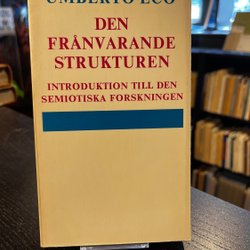 UMBERTO ECO
DEN
FRÅNVARANDE
STRUKTUREN
INTRODUKTION TILL DEN
SEMIOTISKA FORSKNINGEN